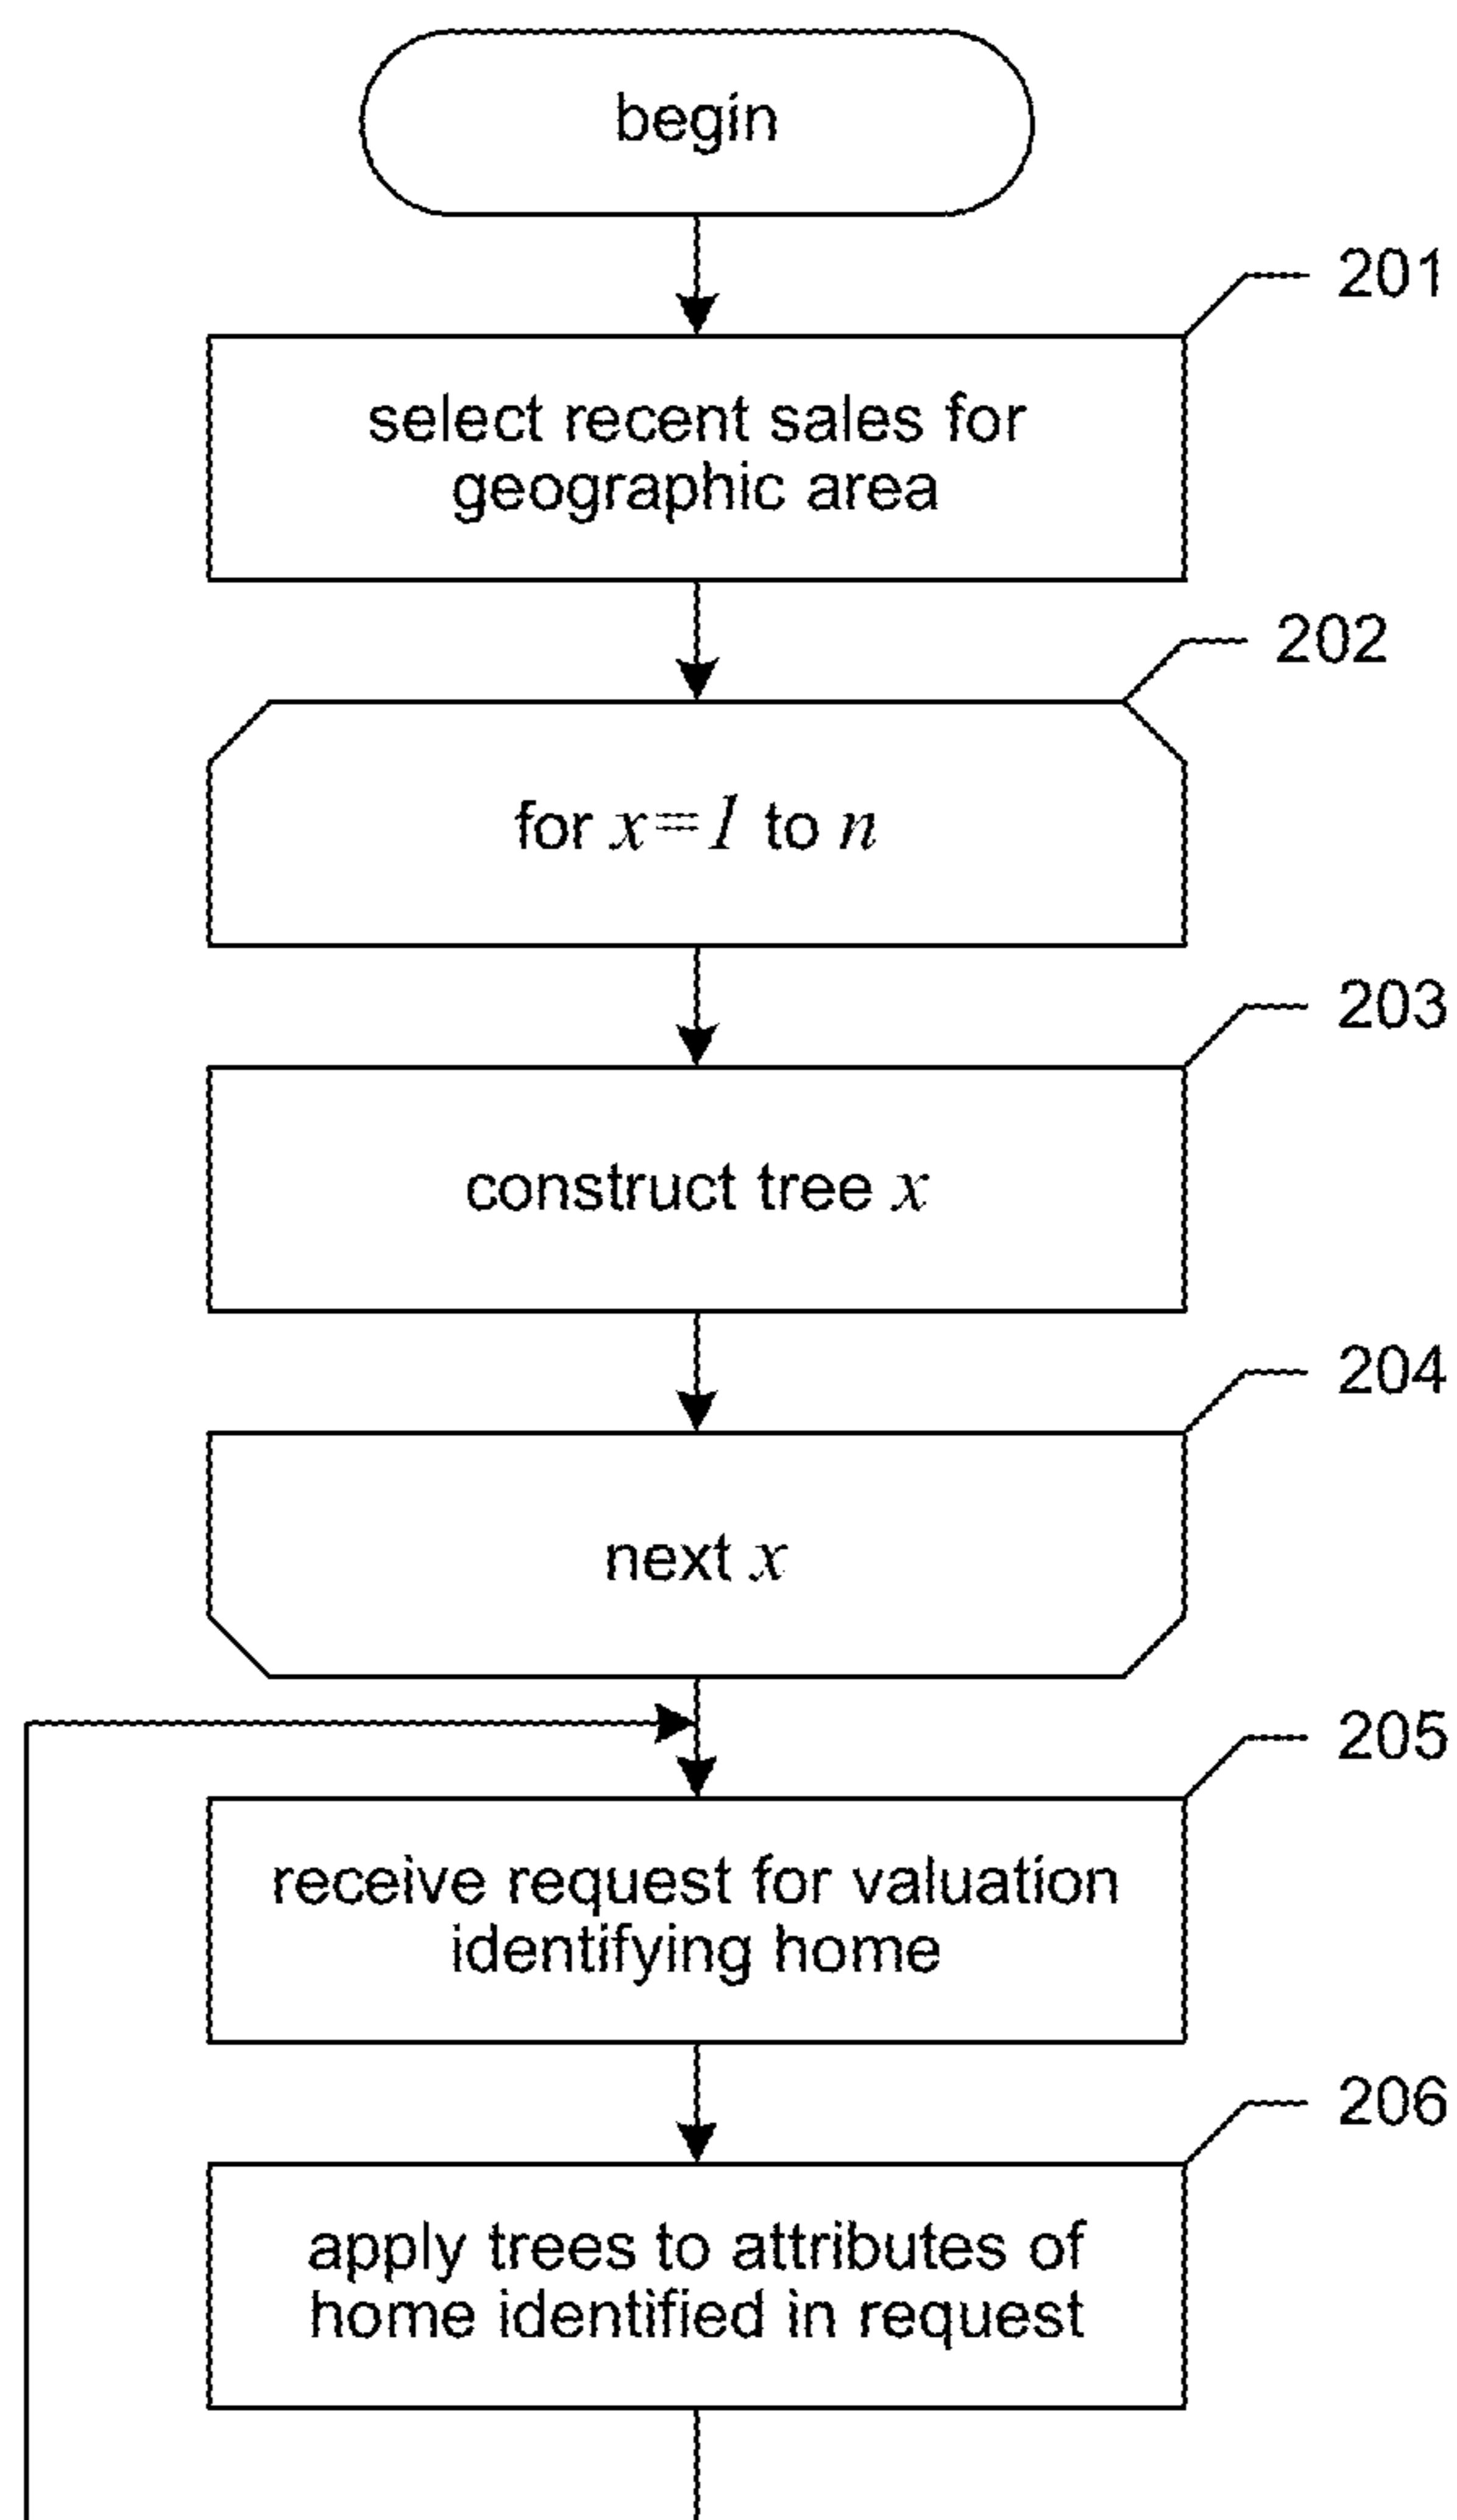 begin
201
select recent sales for
geographic area
202
for x=1 to n
203
construct tree x
204
next x
205
receive request for valuation
identifying home
206
apply trees to attributes of
home identified in request